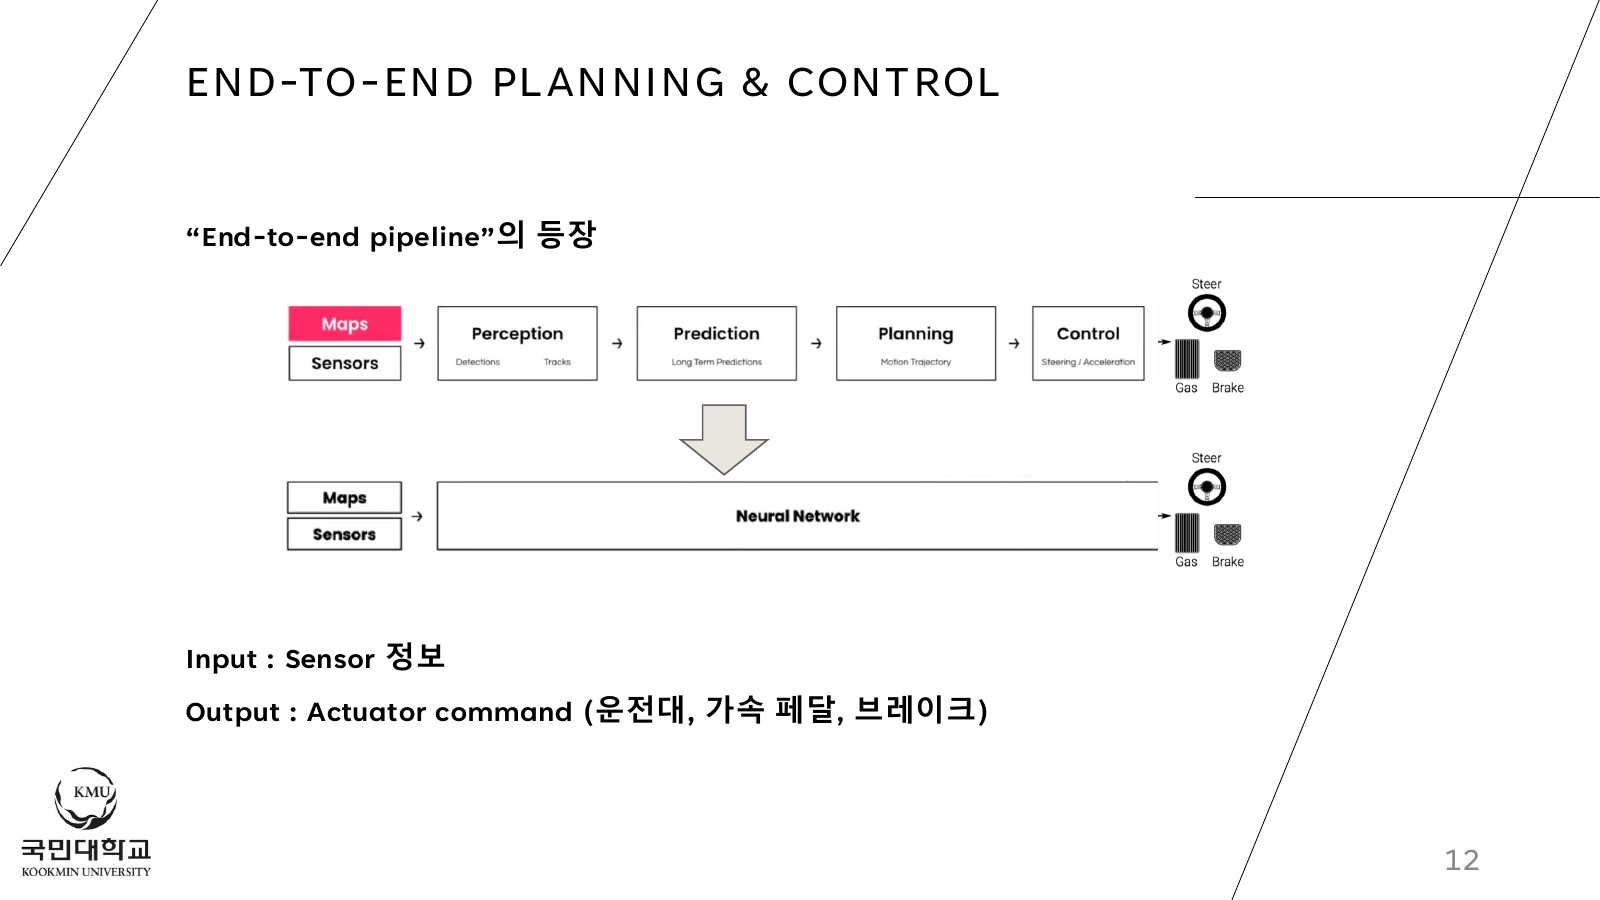 END-TO-END PLANNING & CONTROL
“End-to-end pipeline”의 등장
Maps
Sensors
Perception
Detections Tracks
Prediction
Long Term Predictions
Planning
Motion Trajectory
Control
Steering / Acceleration
Steer
Gas Brake
Maps
Sensors
Neural Network
Steer
Gas Brake
Input : Sensor 정보
Output : Actuator command (운전대, 가속 페달, 브레이크)
KMU
국민대학교
KOOKMIN UNIVERSITY
12